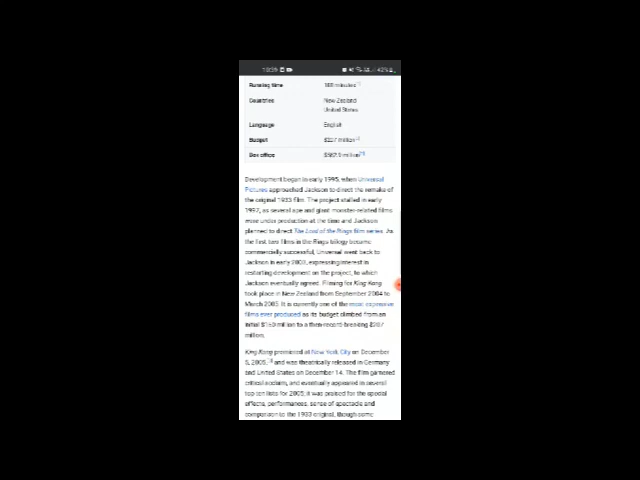 Running time
Countries New Zealand
United States
Language English
Budget $207 million
Box office
Development began in early 1995, when Universal
Pictures approached Jackson to direct the remake of
the original 1933 film. The project stalled in early
1997, as several ape and giant monster-related films
were under production at the time and Jackson
planned to direct The Lord of the Rings film series. As
the first two films in the Rings trilogy became
commercially successful, Universal went back to
Jackson in early 2003, expressing interest in
restarting development on the project, to which
Jackson eventually agreed. Filming for King Kong
took place in New Zealand from September 2004 to
March 2005. It is currently one of the most expensive
films ever produced as its budget climbed from an
initial $150 million to a then-record-breaking $207
million.
King Kong premiered at New York City on December
5, 2005, and was theatrically released in Germany
and United States on December 14. The film garnered
critical acclaim, and eventually appeared in several
top ten lists for 2005; it was praised for the special
effects, performances, sense of spectacle and
comparison to the 1933 original, though some